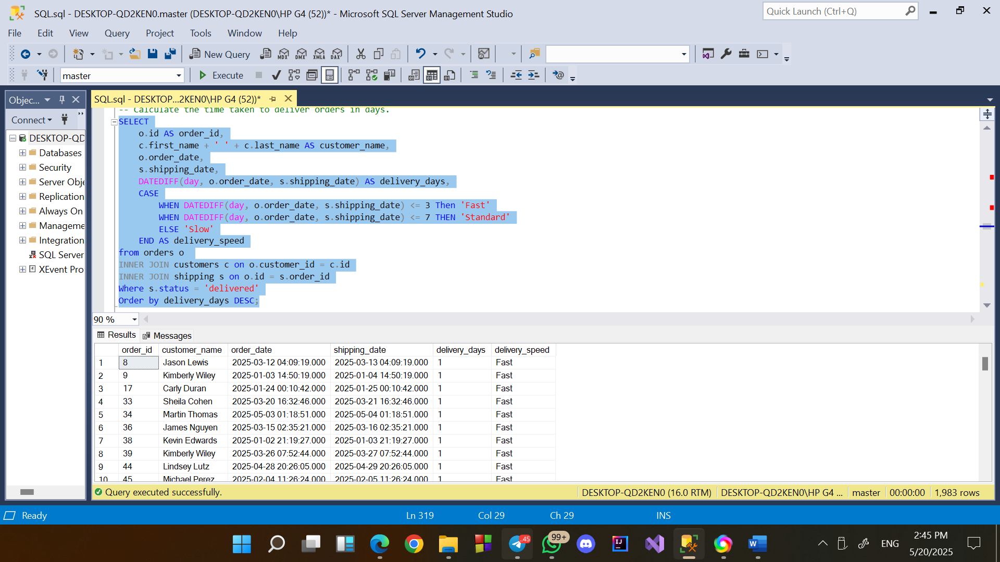 SQL.sql - DESKTOP-QD2KEN0.master (DESKTOP-QD2KEN0\HP G4 (52))* - Microsoft SQL Server Management Studio
Quick Launch (Ctrl+Q)
File Edit View Query Project Tools Window Help
New Query MDX DMX XMLA DAX
master Execute
Objec...
SQL.sql - DESKTOP...2KEN0\HP G4 (52))*
Connect
DESKTOP-QD
Databases
Security
Server Obje
Replication
Always On
Manageme
Integration
SQL Server
XEvent Pro
-- Calculate the time taken to deliver orders in days.
SELECT
o.id AS order_id,
c.first_name + ' ' + c.last_name AS customer_name,
o.order_date,
s.shipping_date,
DATEDIFF(day, o.order_date, s.shipping_date) AS delivery_days,
CASE
WHEN DATEDIFF(day, o.order_date, s.shipping_date) <= 3 Then 'Fast'
WHEN DATEDIFF(day, o.order_date, s.shipping_date) <= 7 THEN 'Standard'
ELSE 'Slow'
END AS delivery_speed
from orders o
INNER JOIN customers c on o.customer_id = c.id
INNER JOIN shipping s on o.id = s.order_id
Where s.status = 'delivered'
Order by delivery_days DESC;
90 %
Results Messages
order_id customer_name order_date shipping_date delivery_days delivery_speed
1 8 Jason Lewis 2025-03-12 04:09:19.000 2025-03-13 04:09:19.000 1 Fast
2 9 Kimberly Wiley 2025-01-03 14:50:19.000 2025-01-04 14:50:19.000 1 Fast
3 17 Carly Duran 2025-01-24 00:10:42.000 2025-01-25 00:10:42.000 1 Fast
4 33 Sheila Cohen 2025-03-20 16:32:46.000 2025-03-21 16:32:46.000 1 Fast
5 34 Martin Thomas 2025-05-03 01:18:51.000 2025-05-04 01:18:51.000 1 Fast
6 36 James Nguyen 2025-03-15 02:35:21.000 2025-03-16 02:35:21.000 1 Fast
7 38 Kevin Edwards 2025-01-02 21:19:27.000 2025-01-03 21:19:27.000 1 Fast
8 39 Kimberly Wiley 2025-03-26 07:52:44.000 2025-03-27 07:52:44.000 1 Fast
9 44 Lindsey Lutz 2025-04-28 20:26:05.000 2025-04-29 20:26:05.000 1 Fast
10 45 Michael Perez 2025-02-04 11:26:24.000 2025-02-05 11:26:24.000 1 Fast
Query executed successfully. DESKTOP-QD2KEN0 (16.0 RTM) DESKTOP-QD2KEN0\HP G4 ... master 00:00:00 1,983 rows
Ready Ln 319 Col 29 Ch 29 INS
..45 99+ IJ W ENG 2:45 PM
5/20/2025